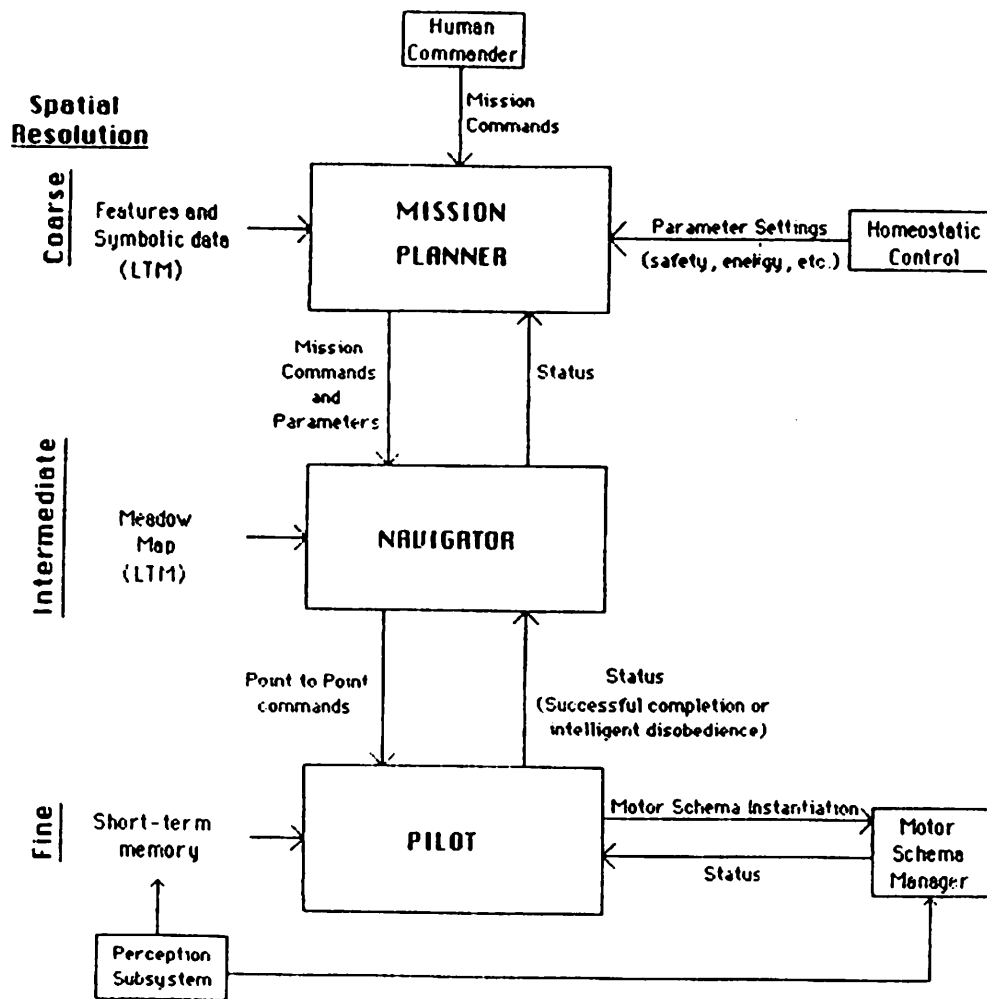 Human
Commander
Mission
Commands
Spatial
Resolution
Coarse
Features and
Symbolic data
(LTM)
MISSION
PLANNER
Parameter Settings
(safety, energy, etc.)
Homeostatic
Control
Mission
Commands
and
Parameters
Status
Intermediate
Meadow
Map
(LTM)
NAVIGATOR
Point to Point
commands
Status
(Successful completion or
intelligent disobedience)
Fine
Short-term
memory
PILOT
Motor Schema Instantiation
Status
Motor
Schema
Manager
Perception
Subsystem